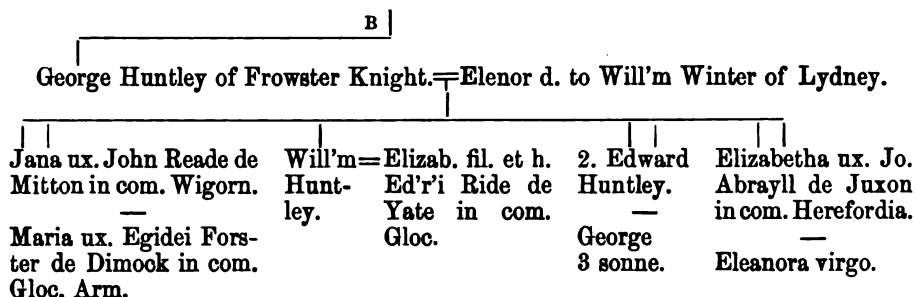 B
George Huntley of Frowster Knight.=Elenor d. to Will'm Winter of Lydney.
Jana ux. John Reade de
Mitton in com. Wigorn.
—
Maria ux. Egidei Fors-
ter de Dimock in com.
Gloc. Arm.
Will'm=Elizab. fil. et h.
Hunt-
ley.
Ed'r'i Ride de
Yate in com.
Gloc.
2. Edward
Huntley.
—
George
3 sonne.
Elizabetha ux. Jo.
Abrayll de Juxon
in com. Herefordia.
—
Eleanora virgo.